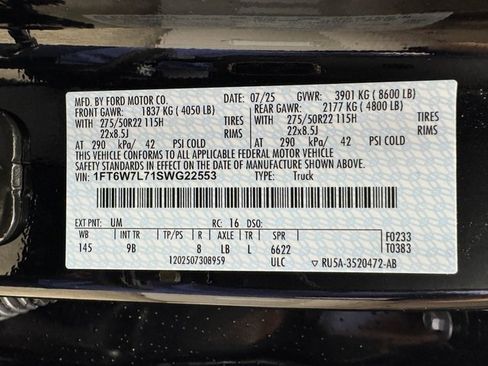 MFD. BY FORD MOTOR CO. 07/25 GVWR: 3901 KG ( 8600 LB)
FRONT GAWR: 1837 KG ( 4050 LB) REAR GAWR: 2177 KG ( 4800 LB)
WITH TIRES WITH TIRES
275/50R22 115H 275/50R22 115H
22x8.5J RIMS 22x8.5J RIMS
AT 290 kPa/ 42 PSI COLD AT 290 kPa/ 42 PSI COLD
THIS VEHICLE CONFORMS TO ALL APPLICABLE FEDERAL MOTOR VEHICLE
SAFETY STANDARDS IN EFFECT ON THE DATE OF MANUFACTURE SHOWN ABOVE.
VIN: 1FT6W7L71SWG22553 TYPE: Truck
EXT PNT: UM RC: 16 DSO:
WB INT TR TP/PS R AXLE TR SPR F0233
145 9B 8 LB L 6622 T0383
1202507308959 ULC RU5A-3520472-AB